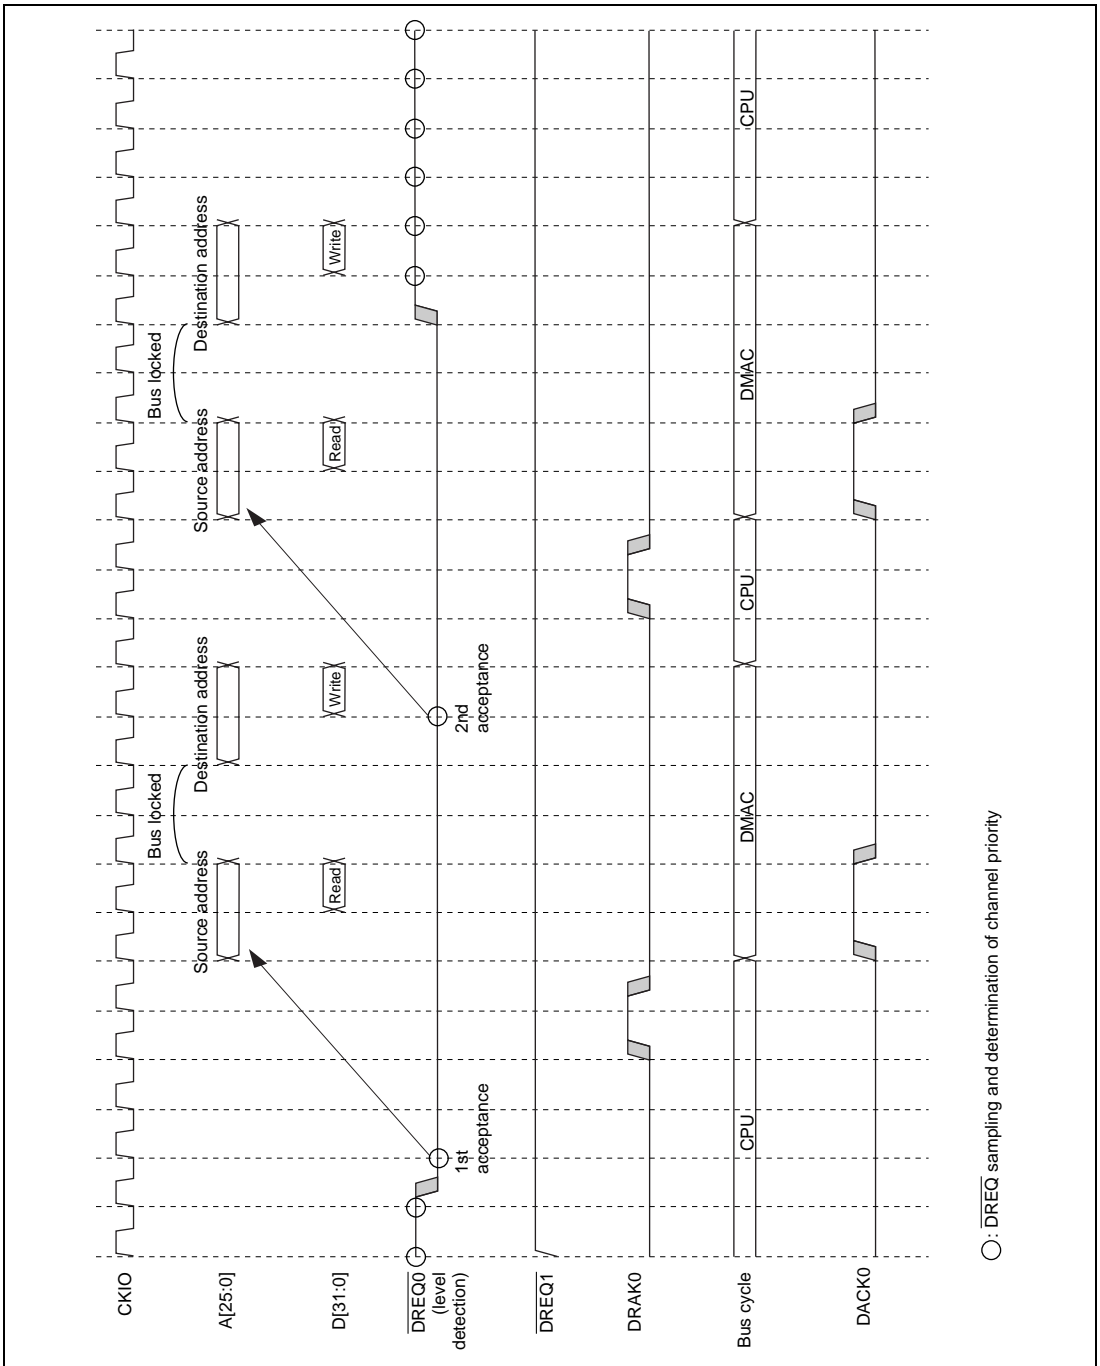 CKIO
A[25:0]
Source address
Bus locked
Destination address
Source address
Bus locked
Destination address
D[31:0]
Read
Write
Read
Write
DREQ0
(level
detection)
1st
acceptance
2nd
acceptance
DREQ1
DRAK0
Bus cycle
CPU
DMAC
CPU
DMAC
CPU
DACK0
: DREQ sampling and determination of channel priority